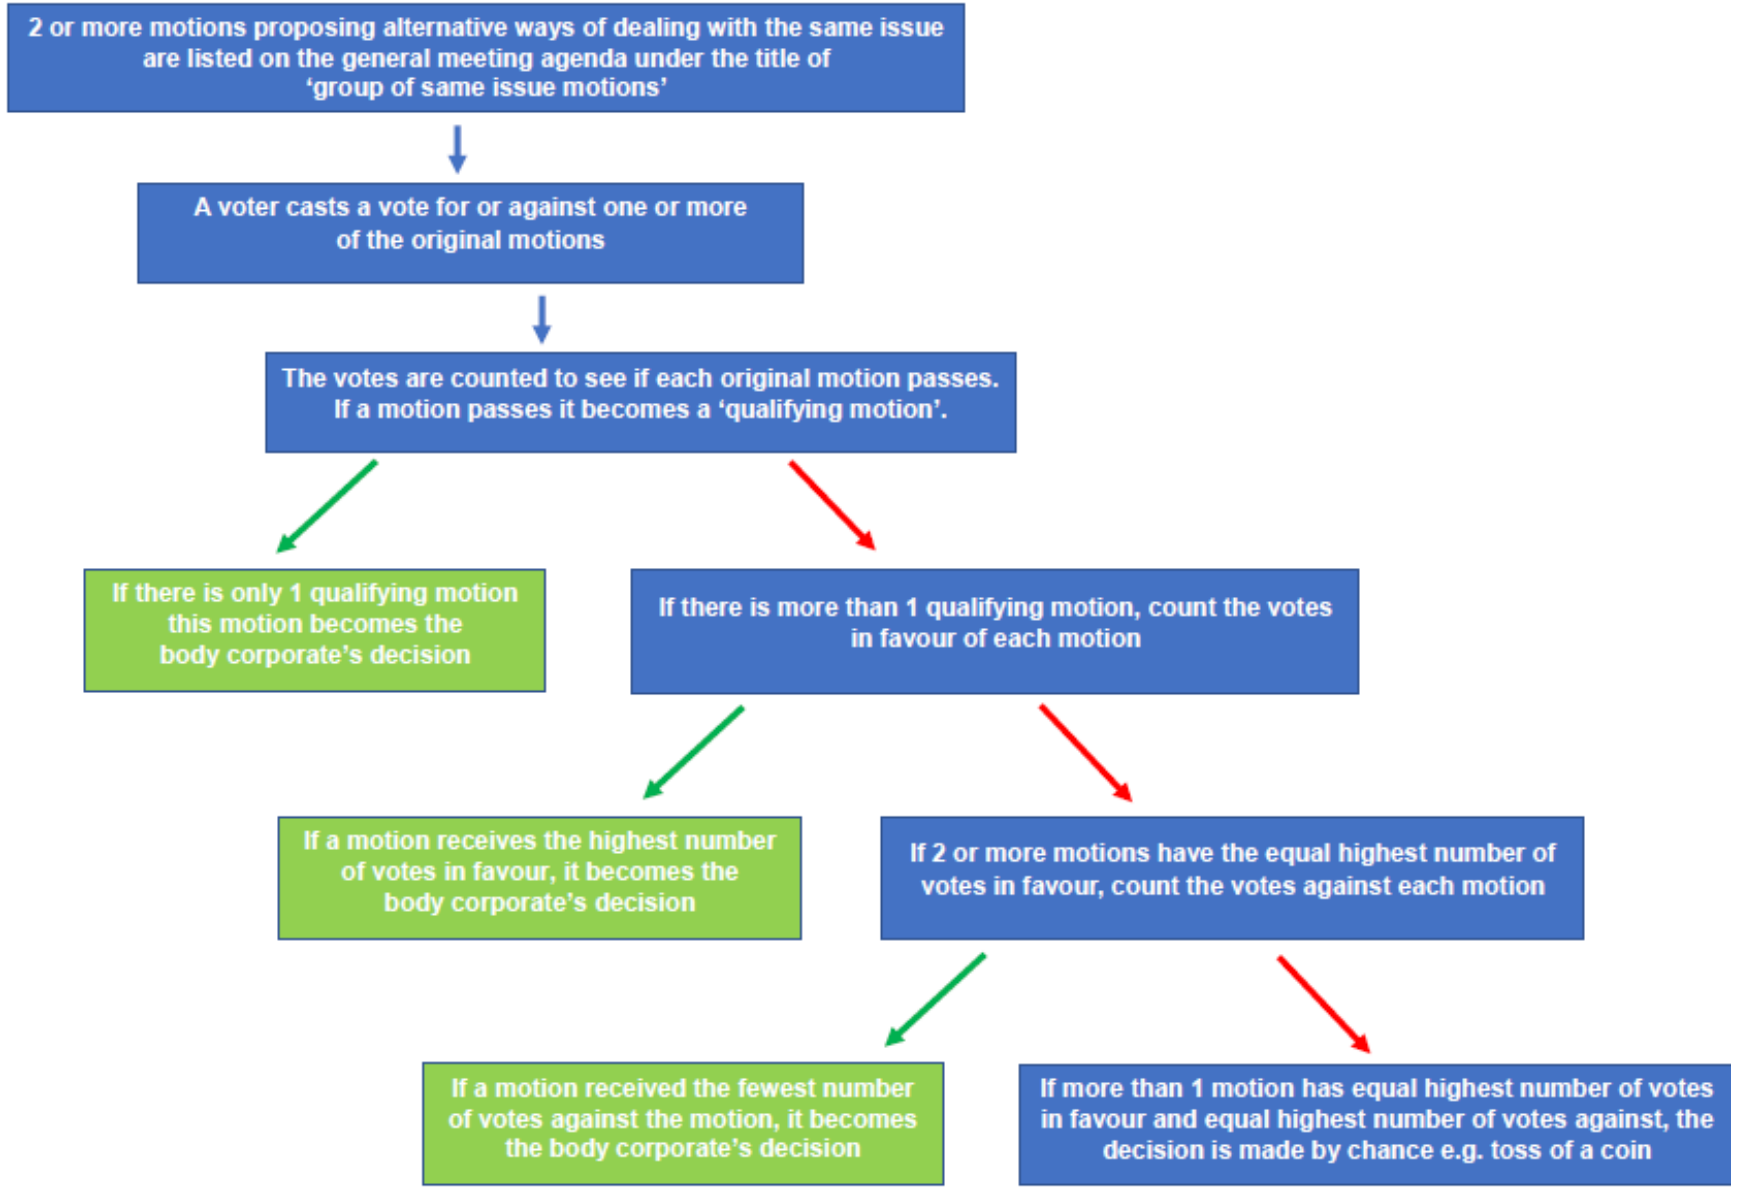 2 or more motions proposing alternative ways of dealing with the same issue
are listed on the general meeting agenda under the title of
‘group of same issue motions’
A voter casts a vote for or against one or more
of the original motions
The votes are counted to see if each original motion passes.
If a motion passes it becomes a ‘qualifying motion’.
If there is only 1 qualifying motion
this motion becomes the
body corporate’s decision
If there is more than 1 qualifying motion, count the votes
in favour of each motion
If a motion receives the highest number
of votes in favour, it becomes the
body corporate’s decision
If 2 or more motions have the equal highest number of
votes in favour, count the votes against each motion
If a motion received the fewest number
of votes against the motion, it becomes
the body corporate’s decision
If more than 1 motion has equal highest number of votes
in favour and equal highest number of votes against, the
decision is made by chance e.g. toss of a coin